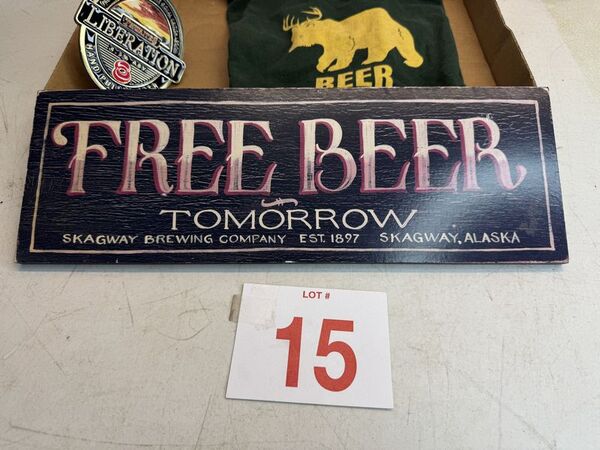 LIBERATION
BEER
FREE BEER
TOMORROW
SKAGWAY BREWING COMPANY EST. 1897 SKAGWAY, ALASKA
LOT #
15